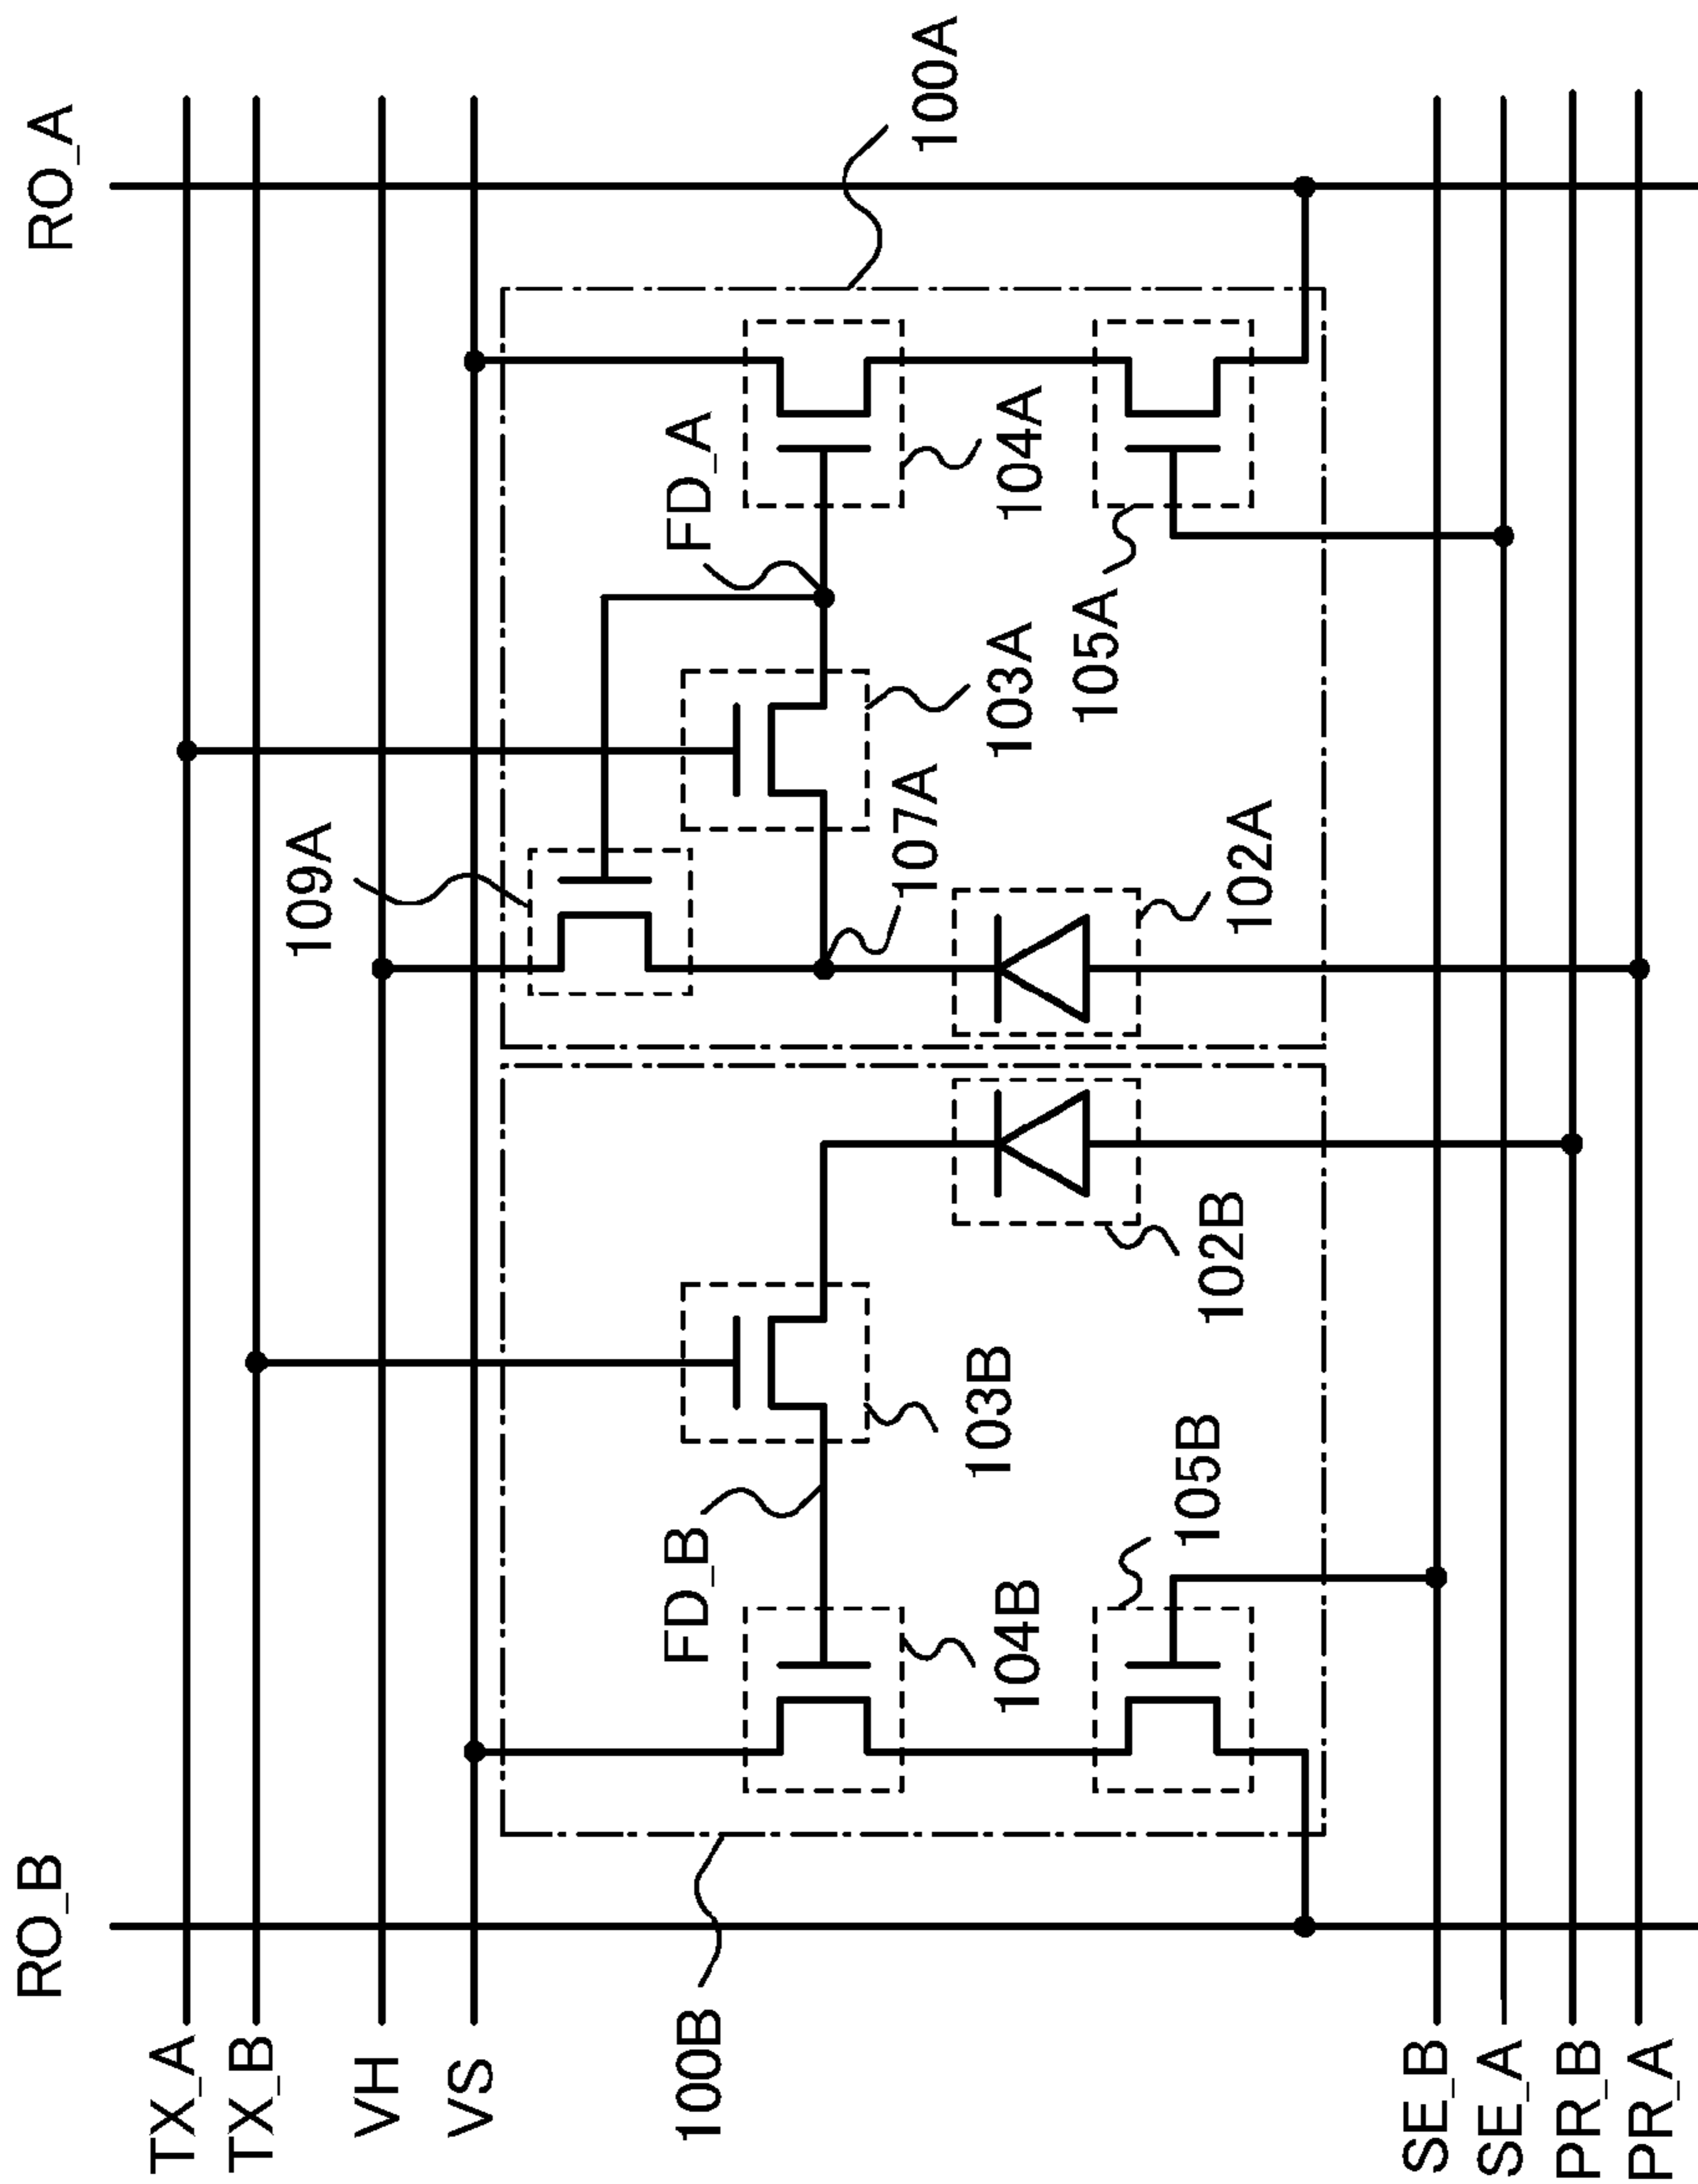 RO_B
RO_A
TX_A
TX_B
VH
VS
109A
FD_A
100A
103A
104A
107A
105A
102A
100B
FD_B
103B
104B
102B
105B
SE_B
SE_A
PR_B
PR_A